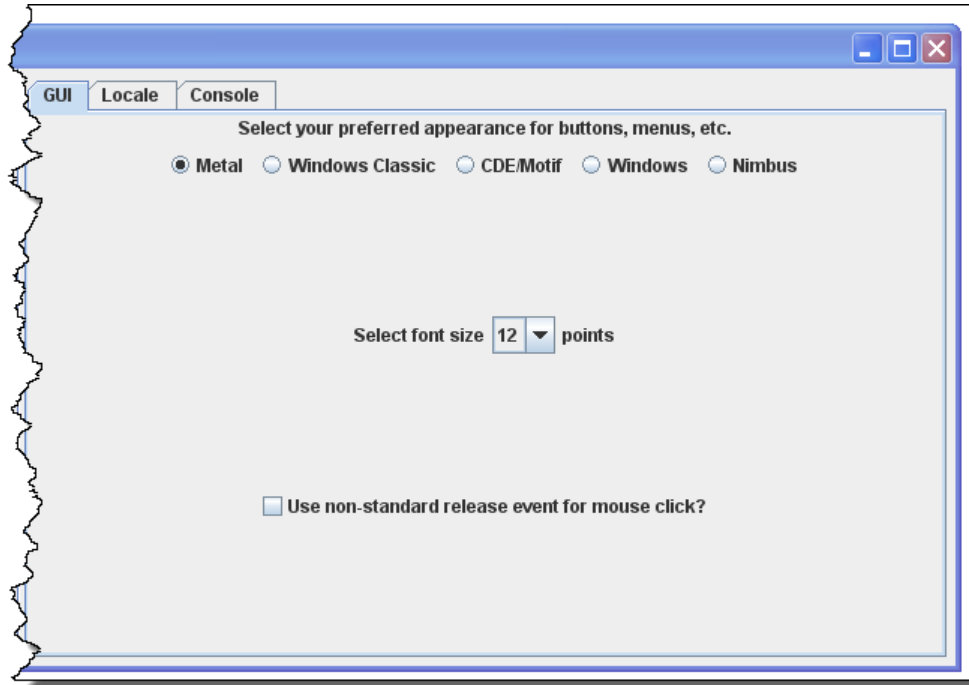 GUI Locale Console
Select your preferred appearance for buttons, menus, etc.
Metal Windows Classic CDE/Motif Windows Nimbus
Select font size 12 points
Use non-standard release event for mouse click?